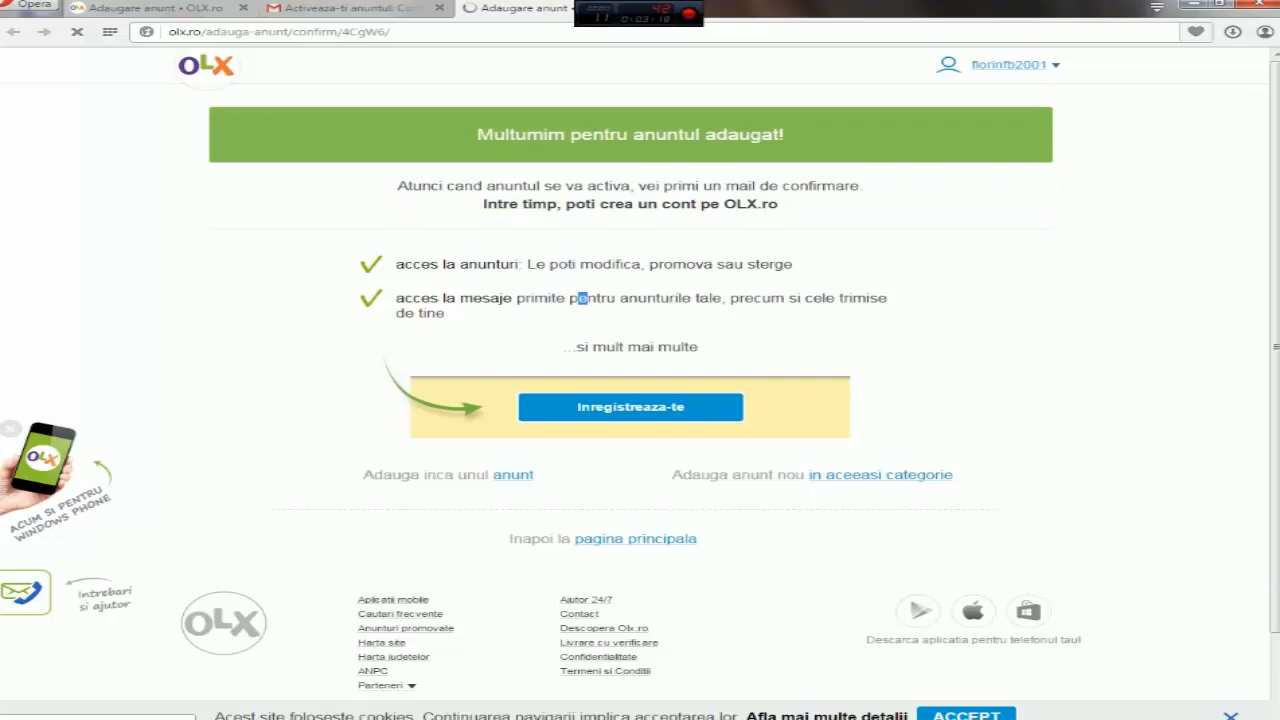 Opera
Adaugare anunt • OLX.ro
Activeaza-ti anuntul: Con
Adaugare anunt •
42
11 0:03:19
olx.ro/adauga-anunt/confirm/4CgW6/
OLX
florinfb2001
Multumim pentru anuntul adaugat!
Atunci cand anuntul se va activa, vei primi un mail de confirmare.
Intre timp, poti crea un cont pe OLX.ro
acces la anunturi: Le poti modifica, promova sau sterge
acces la mesaje primite pentru anunturile tale, precum si cele trimise
de tine
...si mult mai multe
Inregistreaza-te
Adauga inca unul anunt
Adauga anunt nou in aceeasi categorie
OLX
ACUM SI PENTRU
WINDOWS PHONE
Inapoi la pagina principala
Intrebari
si ajutor
OLX
Aplicatii mobile
Cautari frecvente
Anunturi promovate
Harta site
Harta judetelor
ANPC
Parteneri
Ajutor 24/7
Contact
Descopera Olx.ro
Livrare cu verificare
Confidentialitate
Termeni si Conditii
Descarca aplicatia pentru telefonul tau!
Acest site foloseste cookies. Continuarea navigarii implica acceptarea lor. Afla mai multe detalii
ACCEPT